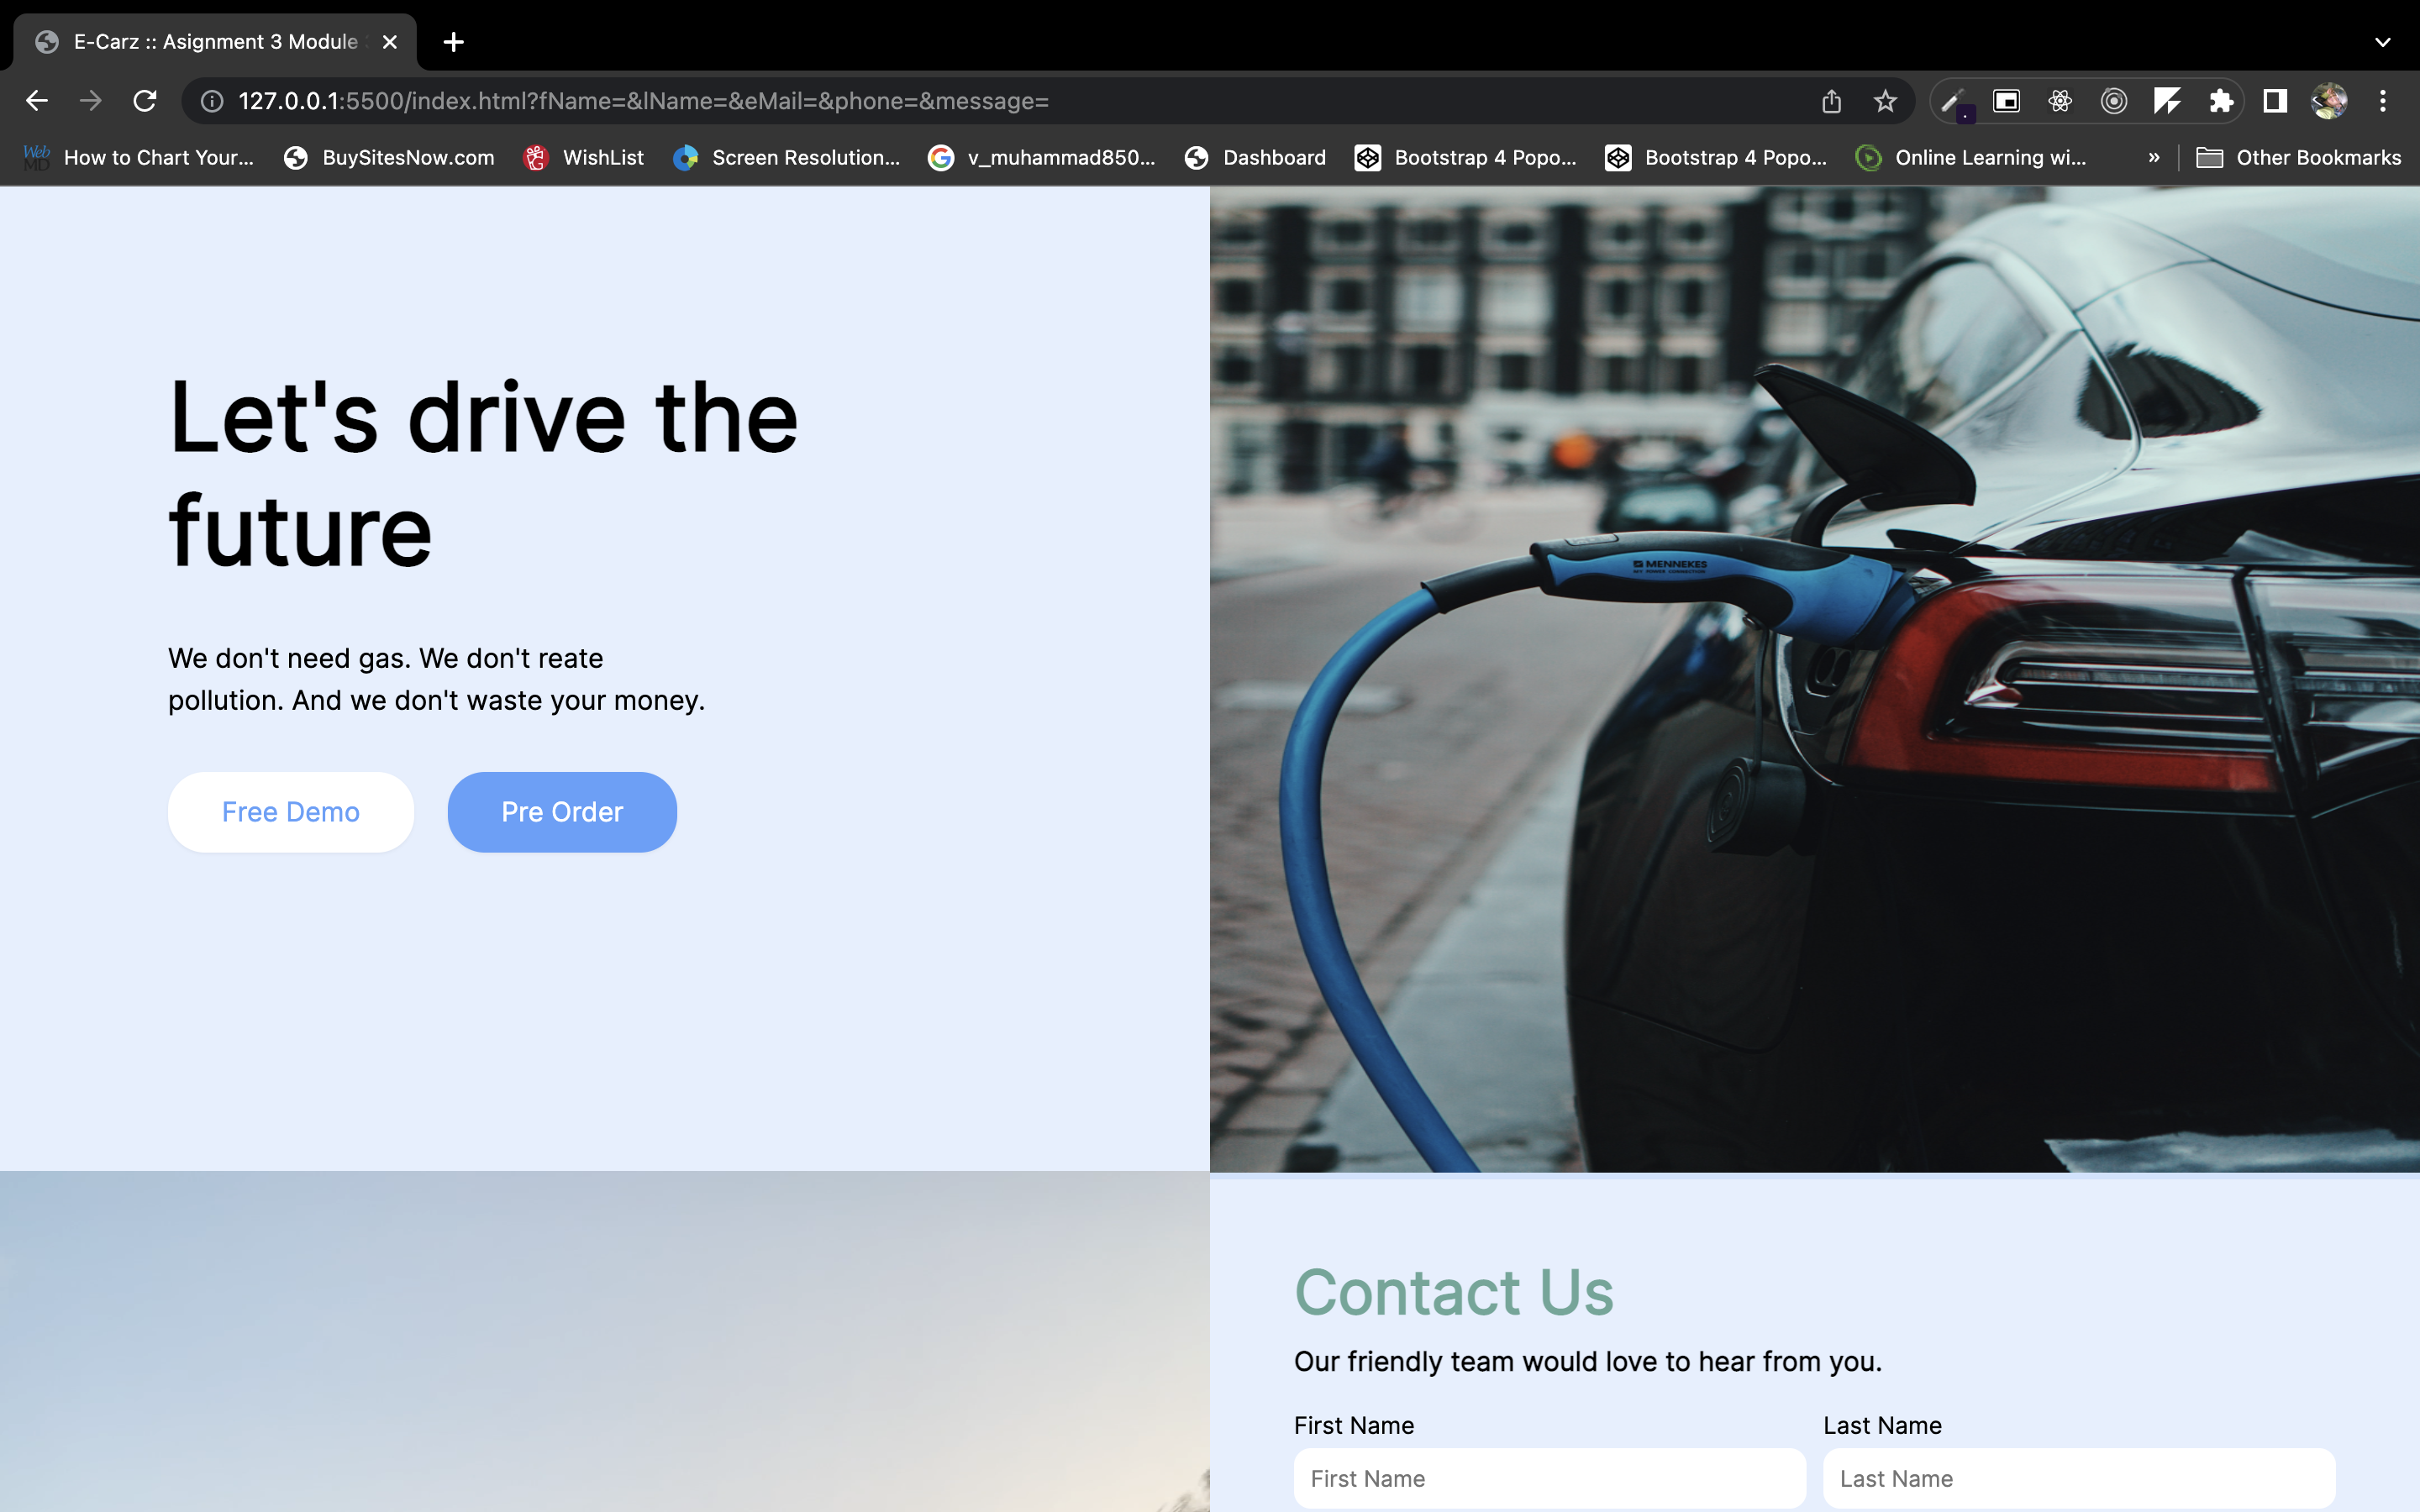 E-Carz :: Asignment 3 Module
127.0.0.1:5500/index.html?fName=&lName=&eMail=&phone=&message=
Web MD How to Chart Your... BuySitesNow.com WishList Screen Resolution... v_muhammad850... Dashboard Bootstrap 4 Popo... Bootstrap 4 Popo... Online Learning wi... » Other Bookmarks
Let's drive the
future
We don't need gas. We don't reate
pollution. And we don't waste your money.
Free Demo Pre Order
MENNEKES
Contact Us
Our friendly team would love to hear from you.
First Name Last Name
First Name Last Name